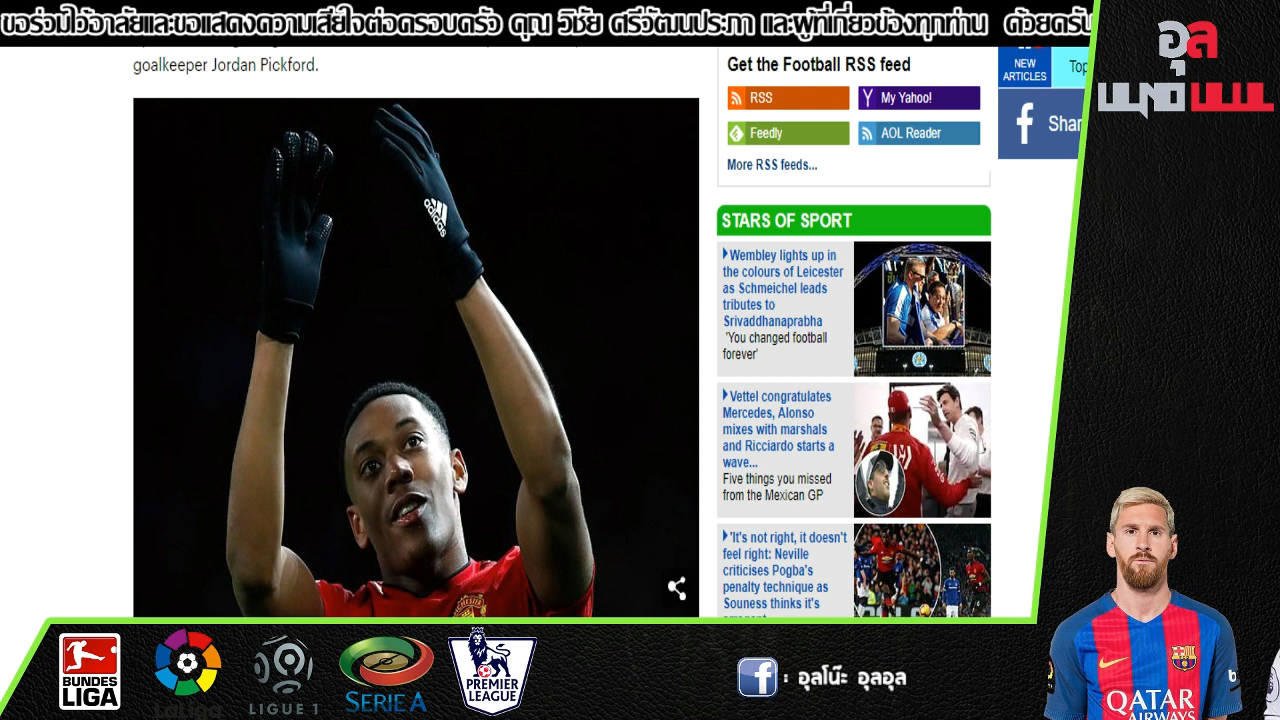 ขอร่วมไว้อาลัยและขอแสดงความเสียใจต่อครอบครัว คุณ วิชัย ศรีวัฒนประภา และผู้ที่เกี่ยวข้องทุกท่าน ด้วยครับ
goalkeeper Jordan Pickford.
Get the Football RSS feed
RSS
My Yahoo!
Feedly
AOL Reader
More RSS feeds...
NEW
ARTICLES
Top
Shar
อุล
STARS OF SPORT
Wembley lights up in
the colours of Leicester
as Schmeichel leads
tributes to
Srivaddhanaprabha
'You changed football
forever'
Vettel congratulates
Mercedes, Alonso
mixes with marshals
and Ricciardo starts a
wave...
Five things you missed
from the Mexican GP
'It's not right, it doesn't
feel right: Neville
criticises Pogba's
penalty technique as
Souness thinks it's
adidas
BUNDES
LIGA
LaLiga
LIGUE 1
SERIE A
PREMIER
LEAGUE
: อุลโน๊ะ อุลอุล
QATAR
AIRWAYS